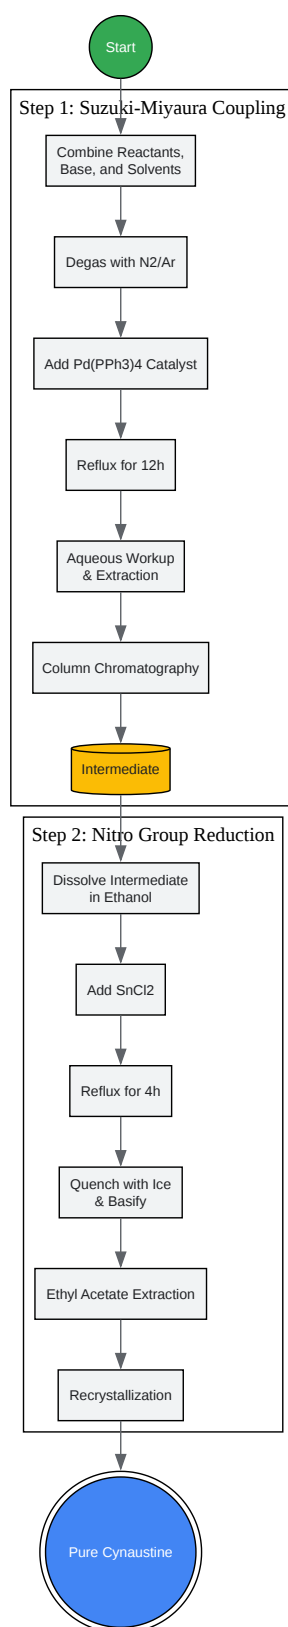 Start
Step 1: Suzuki-Miyaura Coupling
Combine Reactants,
Base, and Solvents
Degas with N2/Ar
Add Pd(PPh3)4 Catalyst
Reflux for 12h
Aqueous Workup
& Extraction
Column Chromatography
Intermediate
Step 2: Nitro Group Reduction
Dissolve Intermediate
in Ethanol
Add SnCl2
Reflux for 4h
Quench with Ice
& Basify
Ethyl Acetate Extraction
Recrystallization
Pure Cynaustine